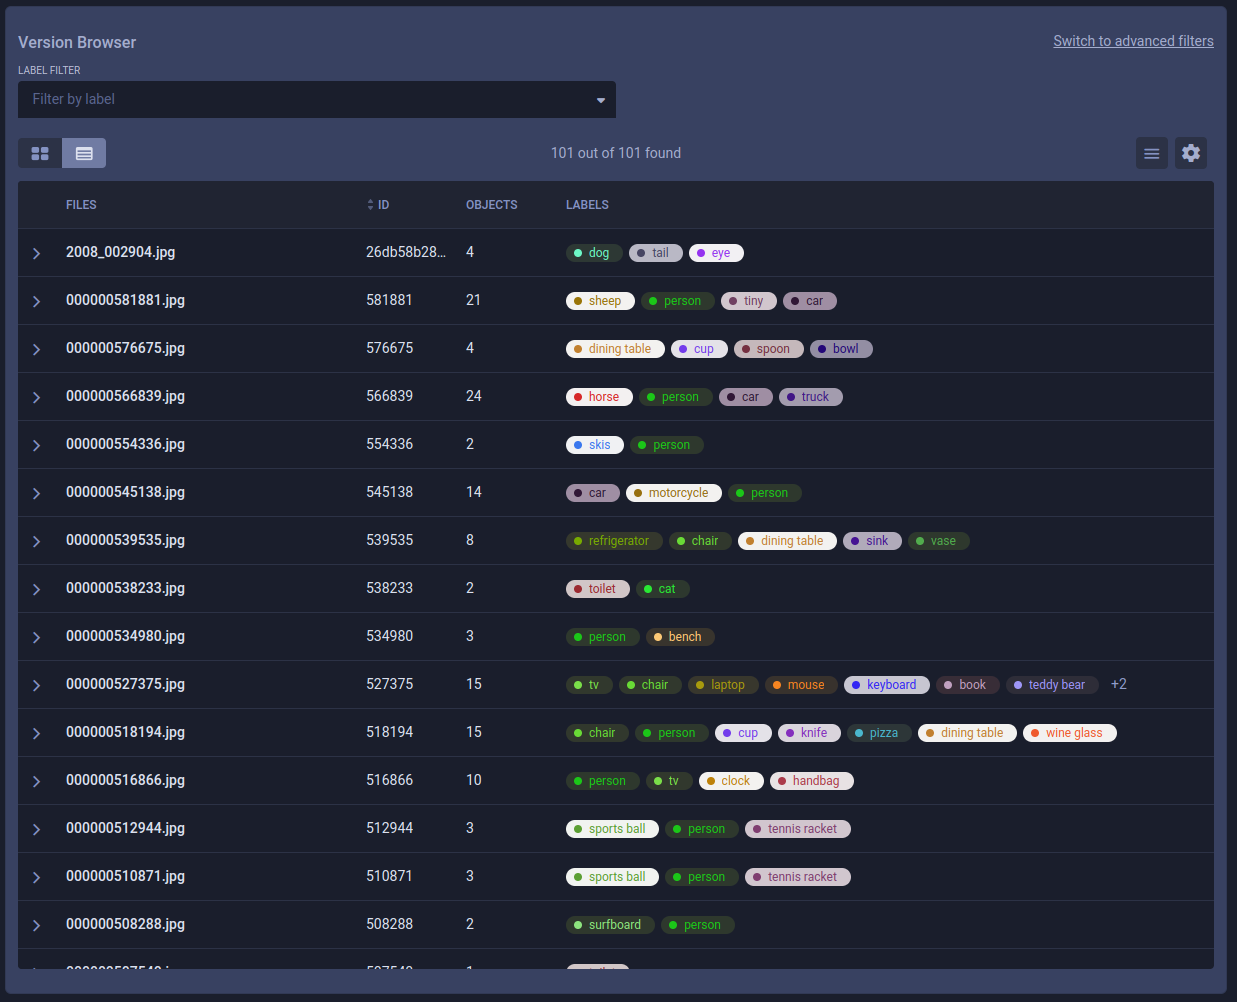 Version Browser
Switch to advanced filters
LABEL FILTER
Filter by label
101 out of 101 found
FILES ID OBJECTS LABELS
2008_002904.jpg 26db58b28... 4 dog tail eye
000000581881.jpg 581881 21 sheep person tiny car
000000576675.jpg 576675 4 dining table cup spoon bowl
000000566839.jpg 566839 24 horse person car truck
000000554336.jpg 554336 2 skis person
000000545138.jpg 545138 14 car motorcycle person
000000539535.jpg 539535 8 refrigerator chair dining table sink vase
000000538233.jpg 538233 2 toilet cat
000000534980.jpg 534980 3 person bench
000000527375.jpg 527375 15 tv chair laptop mouse keyboard book teddy bear +2
000000518194.jpg 518194 15 chair person cup knife pizza dining table wine glass
000000516866.jpg 516866 10 person tv clock handbag
000000512944.jpg 512944 3 sports ball person tennis racket
000000510871.jpg 510871 3 sports ball person tennis racket
000000508288.jpg 508288 2 surfboard person